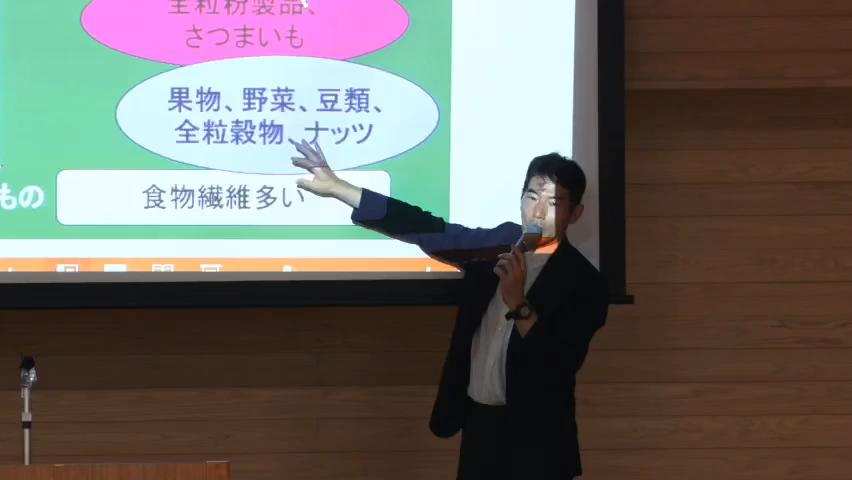 全粒粉製品、
さつまいも
果物、野菜、豆類、
全粒穀物、ナッツ
もの
食物繊維多い